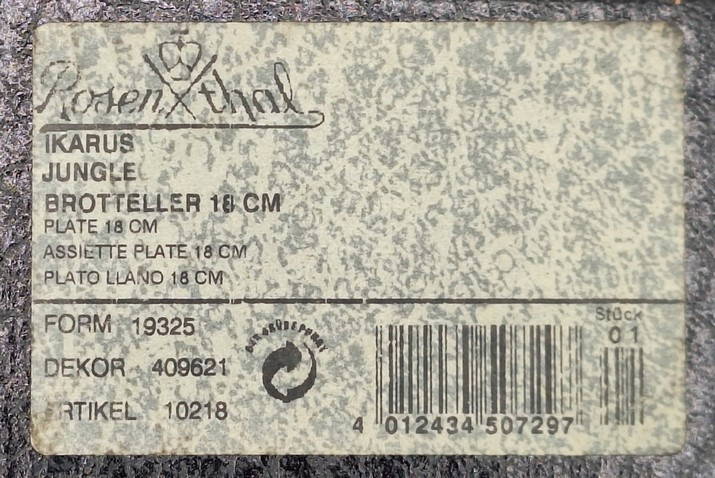 Rosenthal
IKARUS
JUNGLE
BROTTELLER 18 CM
PLATE 18 CM
ASSIETTE PLATE 18 CM
PLATO LLANO 18 CM
FORM 19325
DEKOR 409621
ARTIKEL 10218
DER GRÜNE PUNKT
Stück
01
4 012434 507297